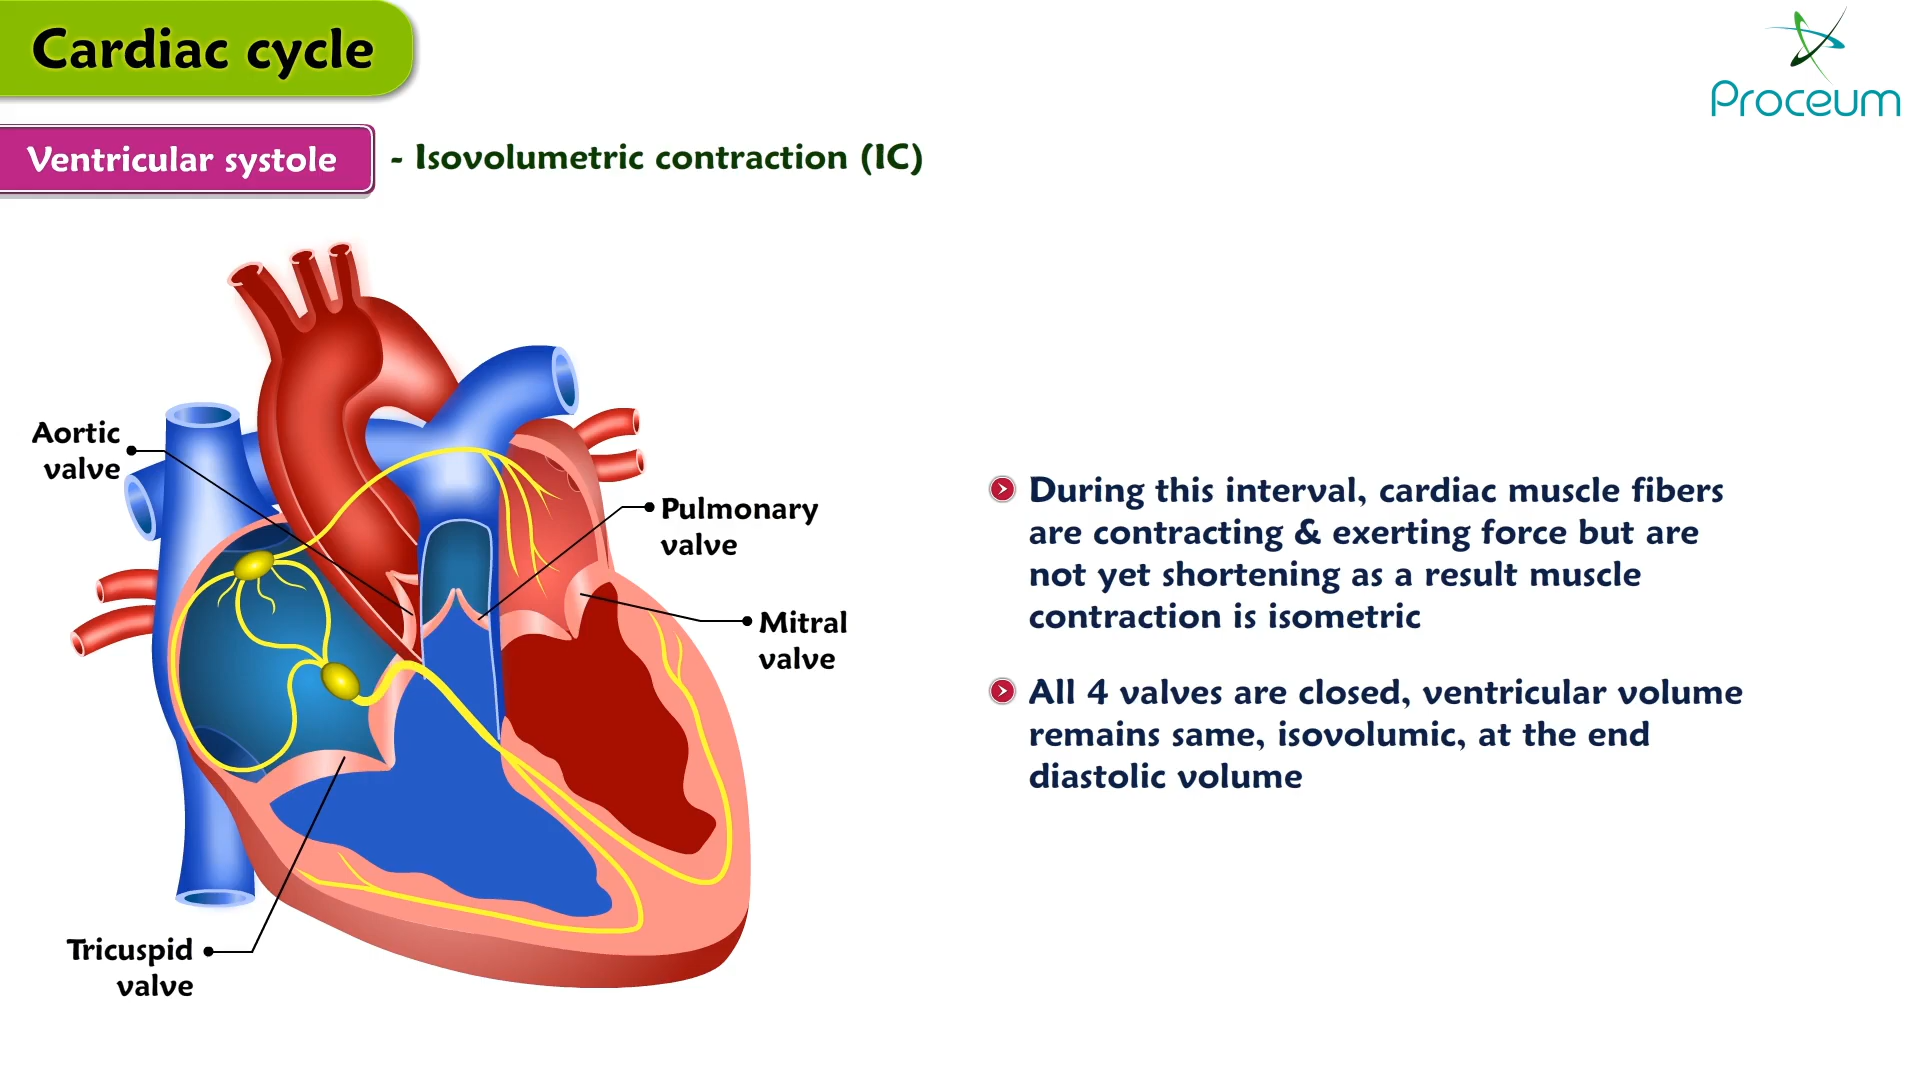 Cardiac cycle
Proceum
Ventricular systole
- Isovolumetric contraction (IC)
Aortic
valve
Pulmonary
valve
Mitral
valve
Tricuspid
valve
During this interval, cardiac muscle fibers
are contracting & exerting force but are
not yet shortening as a result muscle
contraction is isometric
All 4 valves are closed, ventricular volume
remains same, isovolumic, at the end
diastolic volume